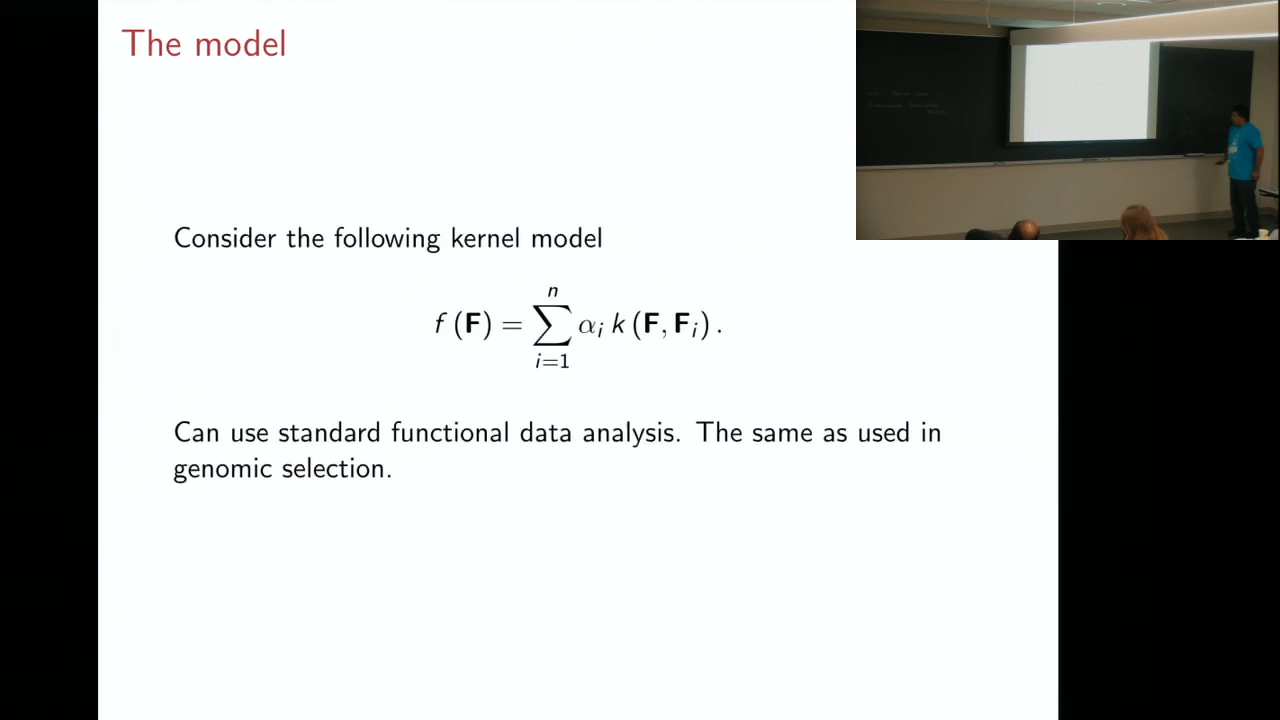 The model
Consider the following kernel model
f (F) = ∑_{i=1}^{n} α_i k (F, F_i) .
Can use standard functional data analysis. The same as used in
genomic selection.